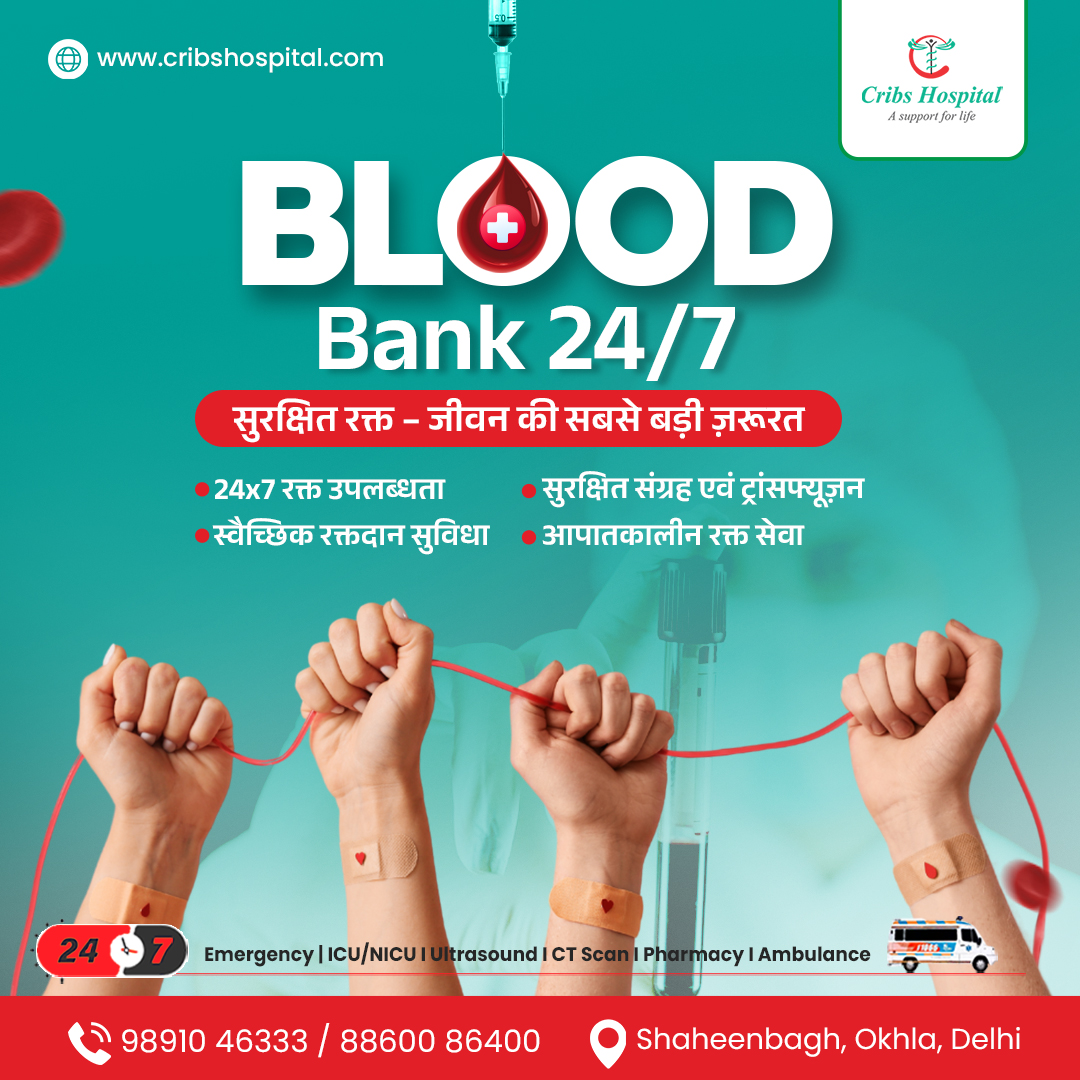 www.cribshospital.com
Cribs Hospital
A support for life
BLOOD
Bank 24/7
सुरक्षित रक्त – जीवन की सबसे बड़ी ज़रूरत
24x7 रक्त उपलब्धता
सुरक्षित संग्रह एवं ट्रांसफ्यूज़न
स्वैच्छिक रक्तदान सुविधा
आपातकालीन रक्त सेवा
24 7
Emergency | ICU/NICU I Ultrasound I CT Scan I Pharmacy I Ambulance
98910 46333 / 88600 86400
Shaheenbagh, Okhla, Delhi